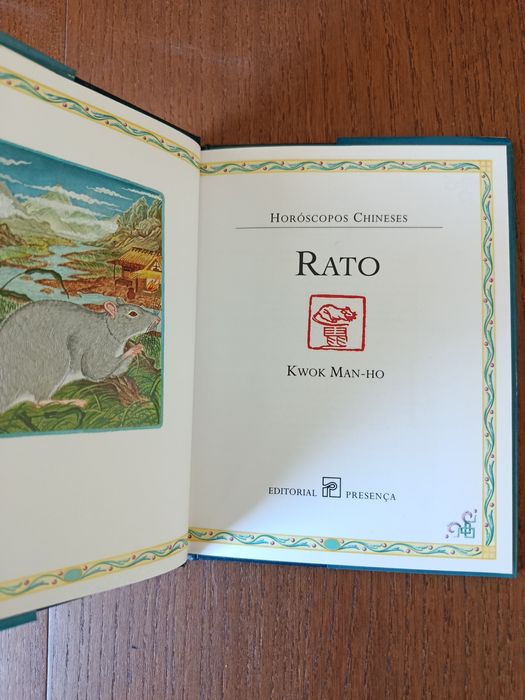 HORÓSCOPOS CHINESES
RATO
KWOK MAN-HO
EDITORIAL PRESENÇA